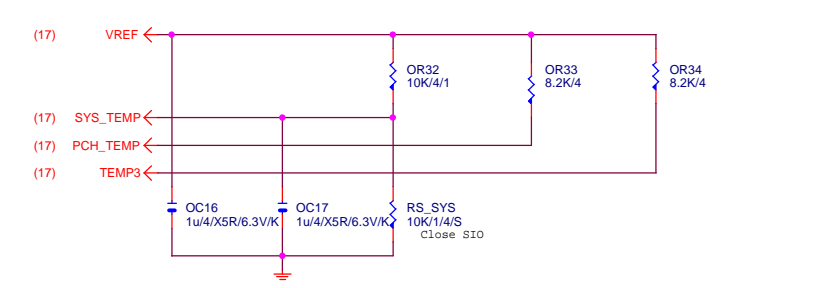 (17) VREF
OR32
10K/4/1
OR33
8.2K/4
OR34
8.2K/4
(17) SYS_TEMP
(17) PCH_TEMP
(17) TEMP3
OC16
1u/4/X5R/6.3V/K
OC17
1u/4/X5R/6.3V/K
RS_SYS
10K/1/4/S
Close SIO